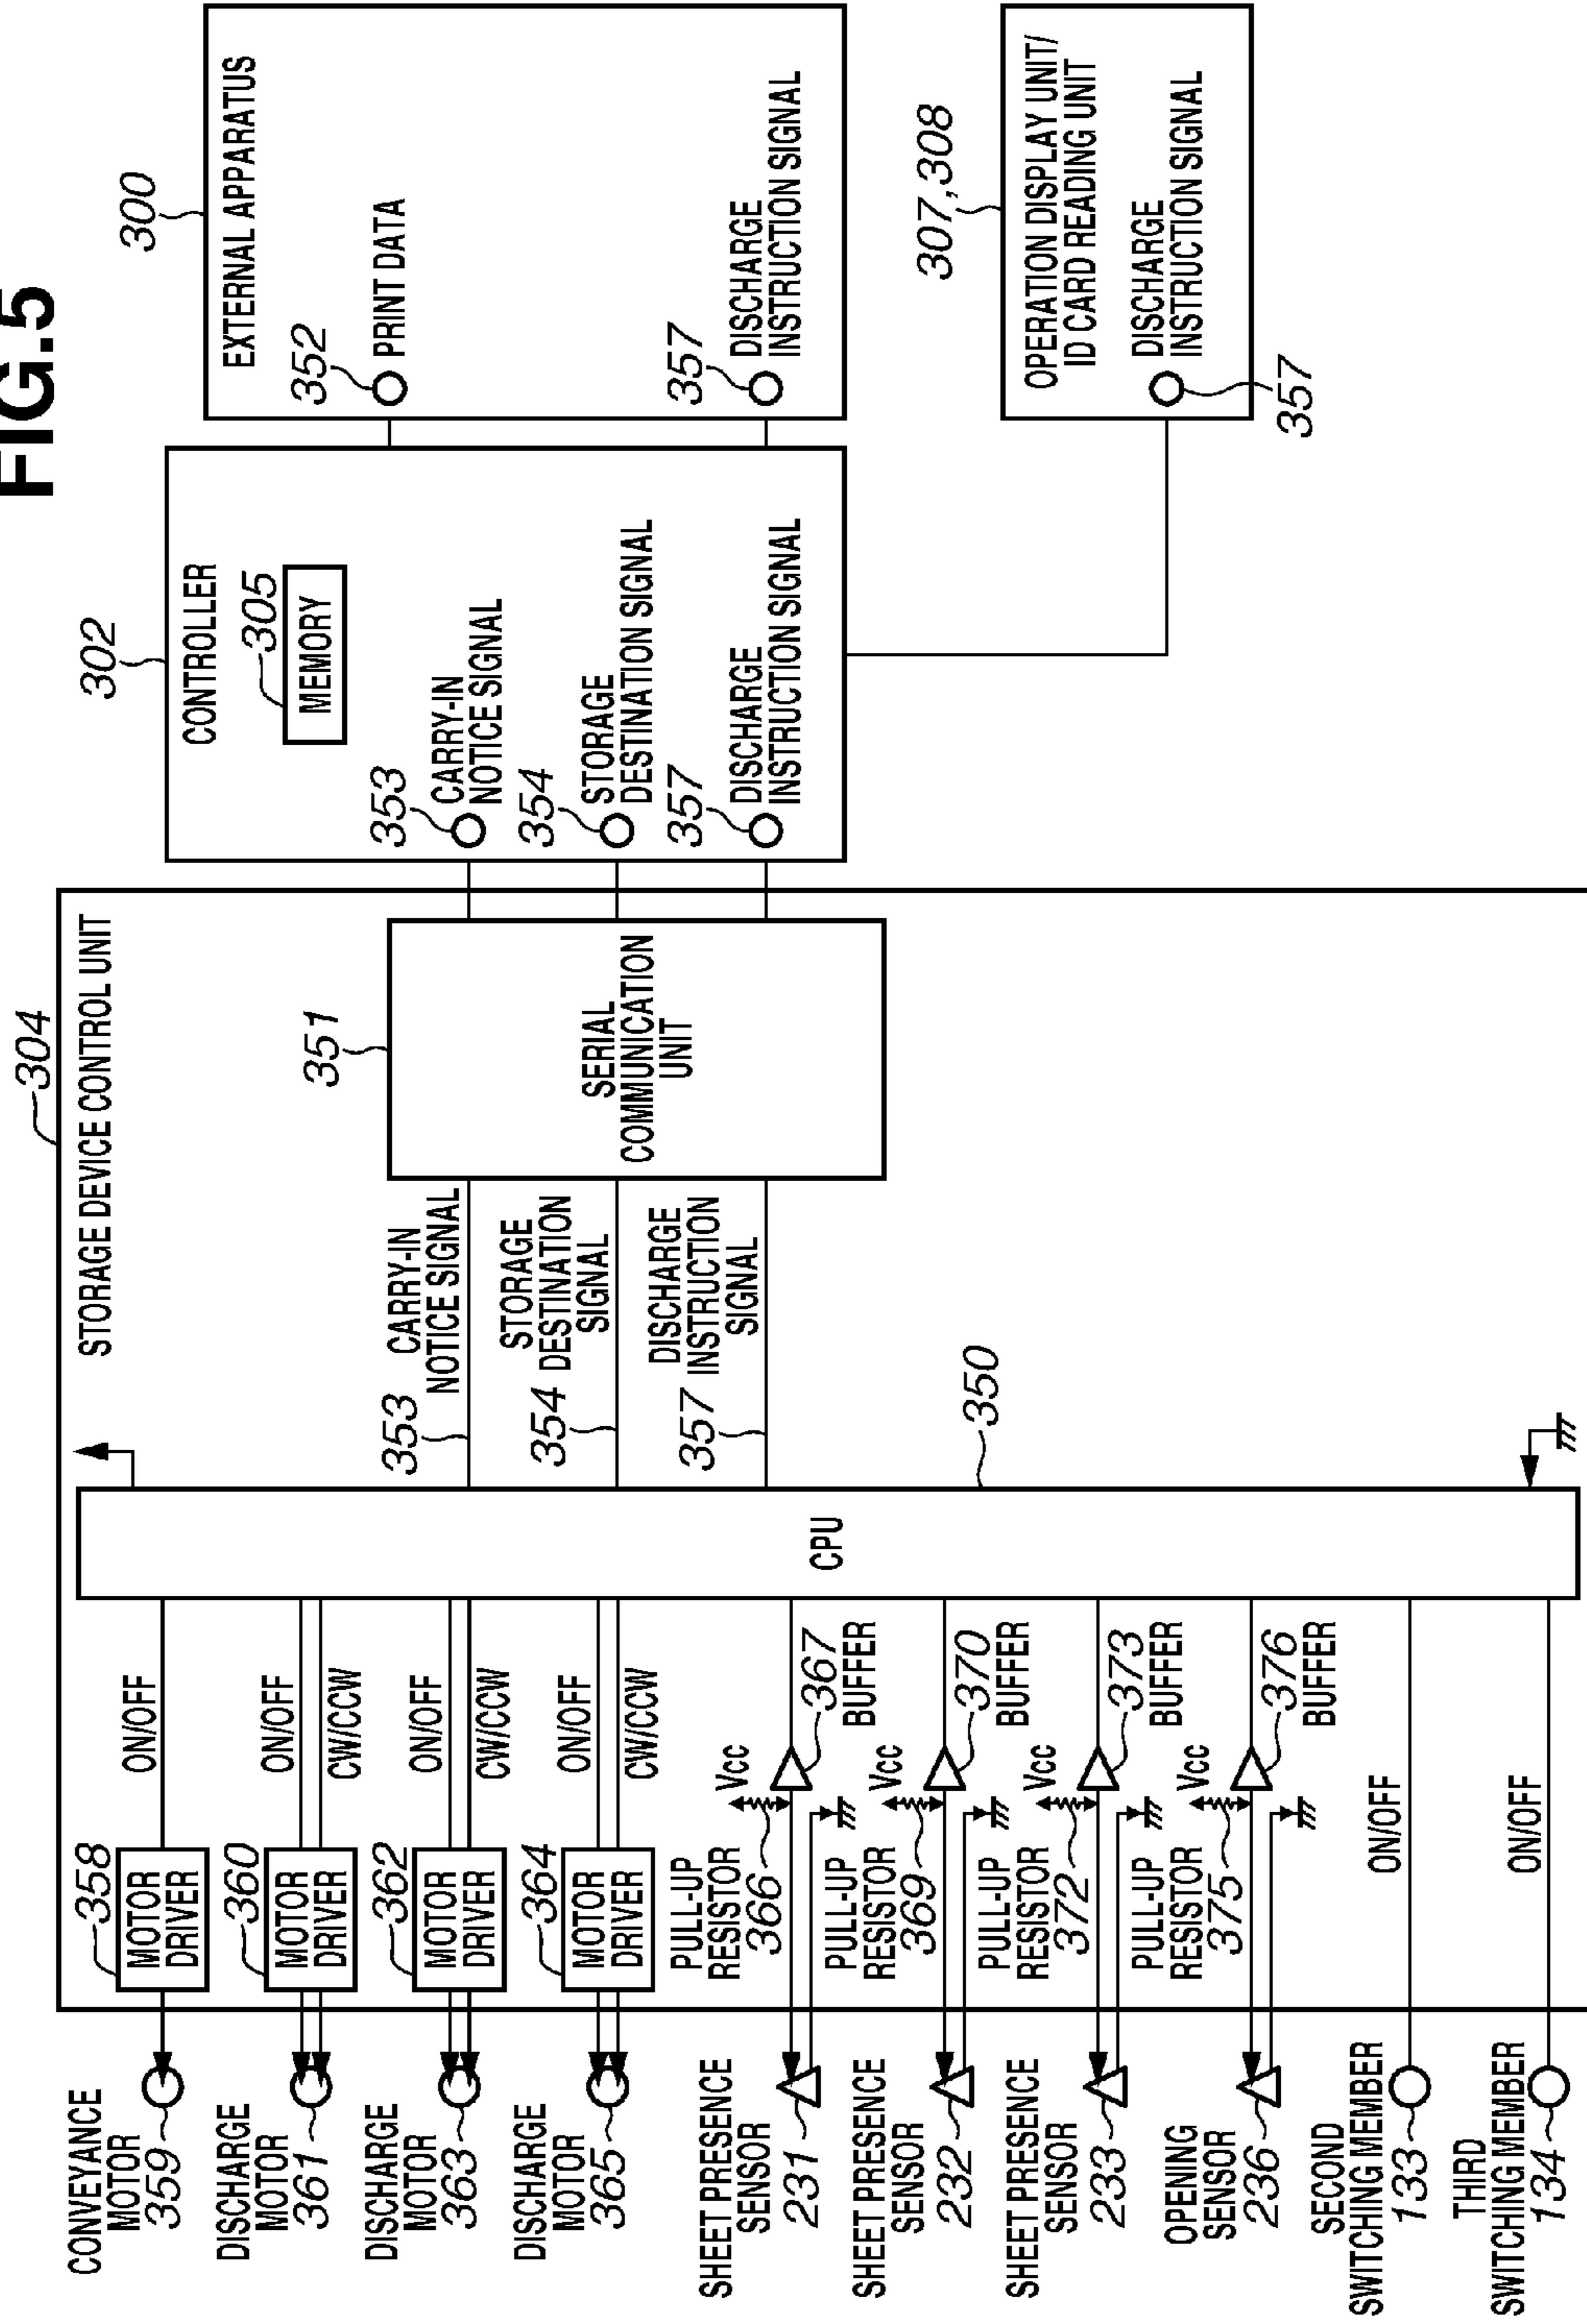 FIG.5
304
STORAGE DEVICE CONTROL UNIT
302
CONTROLLER
305
MEMORY
300
EXTERNAL APPARATUS
352
PRINT DATA
357
DISCHARGE
INSTRUCTION SIGNAL
307,308
OPERATION DISPLAY UNIT/
ID CARD READING UNIT
DISCHARGE
INSTRUCTION SIGNAL
357
353
CARRY-IN
NOTICE SIGNAL
354
STORAGE
DESTINATION SIGNAL
357
DISCHARGE
INSTRUCTION SIGNAL
351
SERIAL
COMMUNICATION
UNIT
353
CARRY-IN
NOTICE SIGNAL
354
STORAGE
DESTINATION
SIGNAL
357
DISCHARGE
INSTRUCTION
SIGNAL
350
CPU
CONVEYANCE
MOTOR
359
358
MOTOR
DRIVER
ON/OFF
DISCHARGE
MOTOR
361
360
MOTOR
DRIVER
ON/OFF
CW/CCW
DISCHARGE
MOTOR
363
362
MOTOR
DRIVER
ON/OFF
CW/CCW
DISCHARGE
MOTOR
365
364
MOTOR
DRIVER
ON/OFF
CW/CCW
SHEET PRESENCE
SENSOR
231
PULL-UP
RESISTOR
366
Vcc
367
BUFFER
SHEET PRESENCE
SENSOR
232
PULL-UP
RESISTOR
369
Vcc
370
BUFFER
SHEET PRESENCE
SENSOR
233
PULL-UP
RESISTOR
372
Vcc
373
BUFFER
OPENING
SENSOR
236
PULL-UP
RESISTOR
375
Vcc
376
BUFFER
SECOND
SWITCHING MEMBER
133
ON/OFF
THIRD
SWITCHING MEMBER
134
ON/OFF